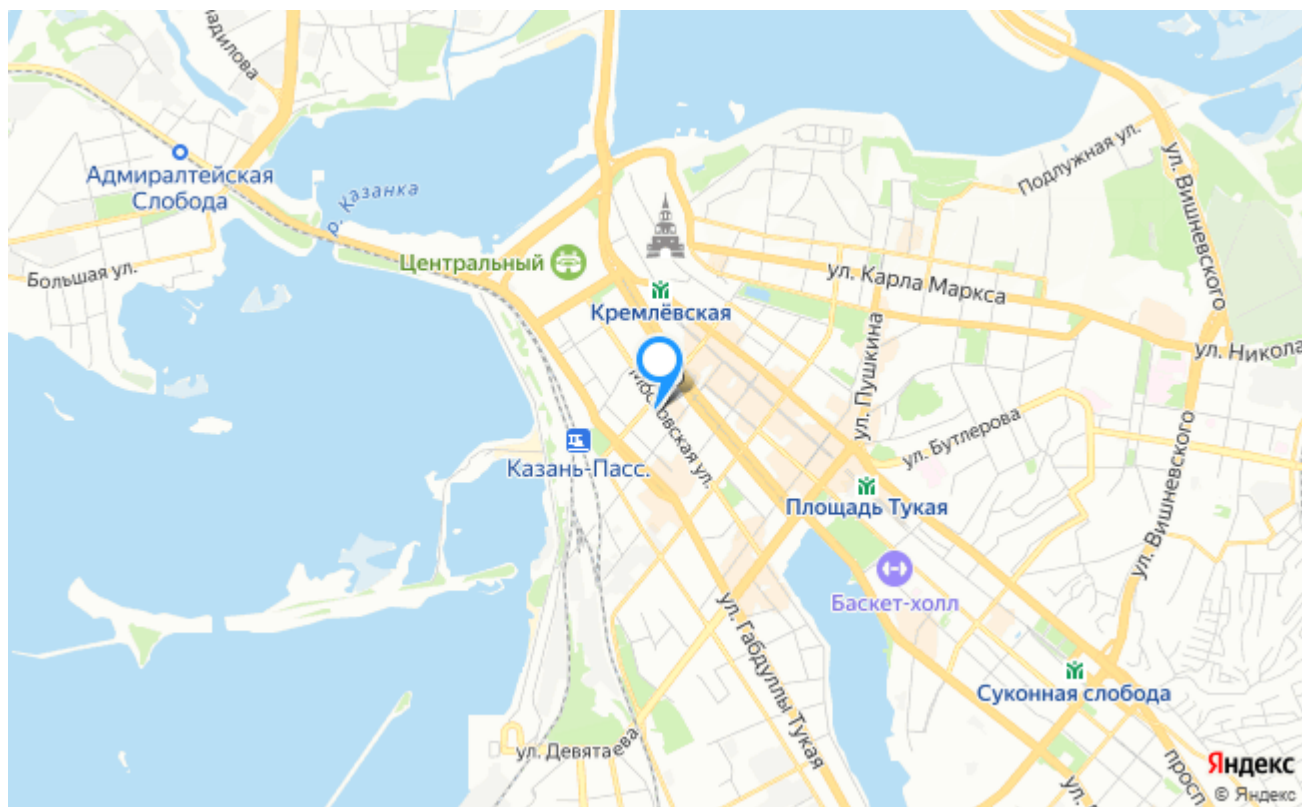 Адмиралтейская
Слобода
р. Казанка
Подлужная ул.
ул. Вишневского
Большая ул.
Центральный
ул. Карла Маркса
Кремлёвская
ул. Пушкина
ул. Бутлерова
Казань-Пасс.
ул.
Площадь Тукая
ул. Вишневского
Баскет-холл
ул. Габдуллы Тукая
Суконная слобода
ул. Девятаева
ул.
Яндекс
© Яндекс